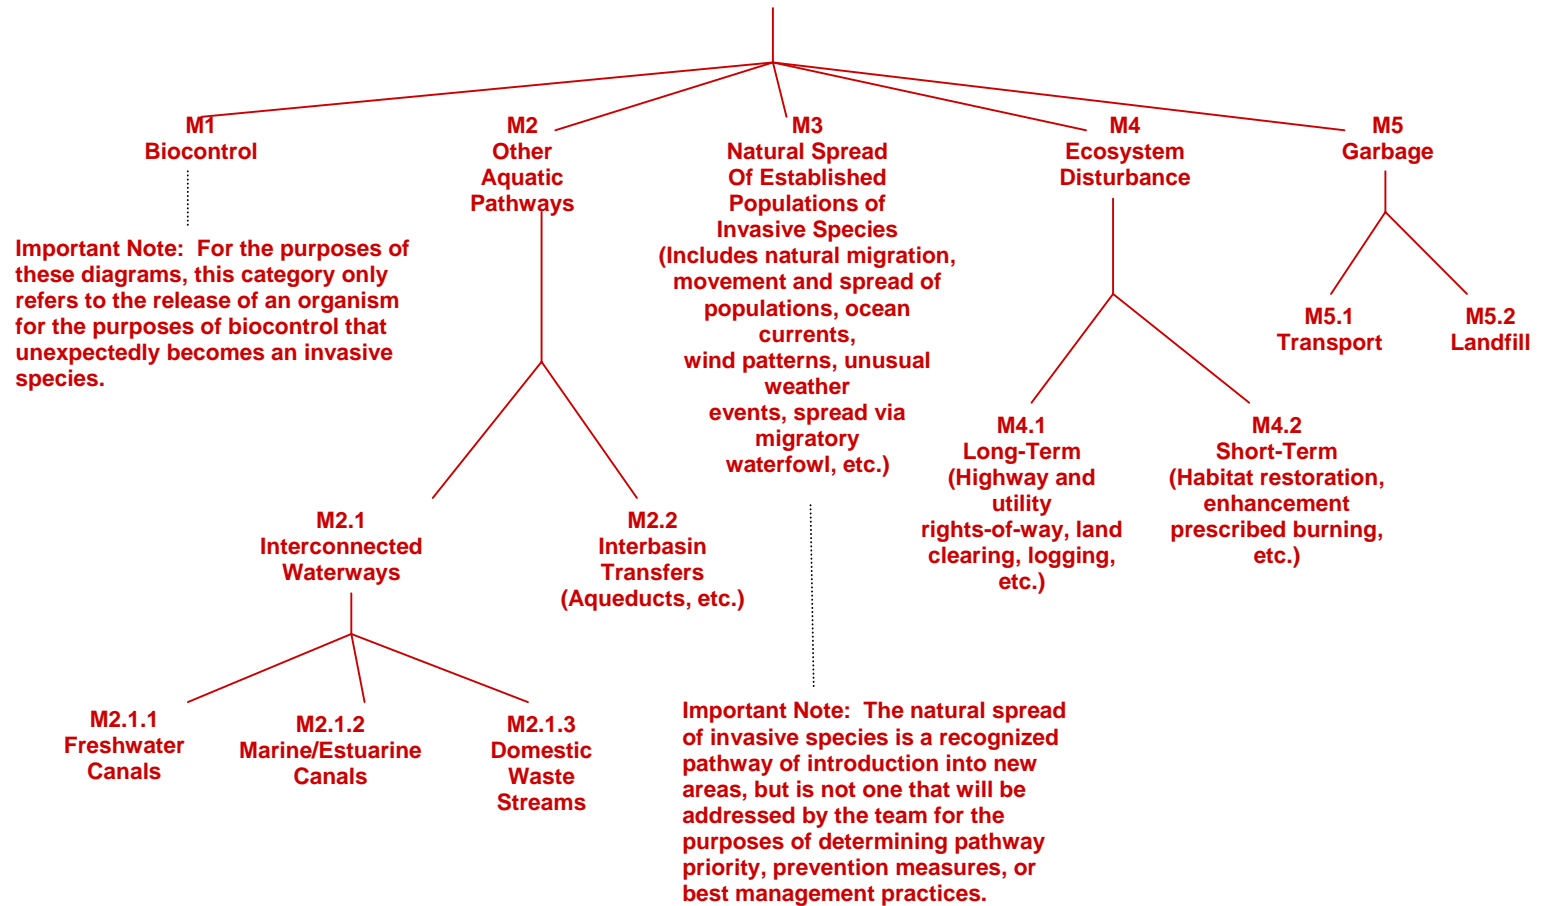 M1
Biocontrol
Important Note:  For the purposes of
these diagrams, this category only
refers to the release of an organism
for the purposes of biocontrol that
unexpectedly becomes an invasive
species.
M2
Other
Aquatic
Pathways
M2.1
Interconnected
Waterways
M2.1.1
Freshwater
Canals
M2.1.2
Marine/Estuarine
Canals
M2.1.3
Domestic
Waste
Streams
M2.2
Interbasin
Transfers
(Aqueducts, etc.)
M3
Natural Spread
Of Established
Populations of
Invasive Species
(Includes natural migration,
movement and spread of
populations, ocean
currents,
wind patterns, unusual
weather
events, spread via
migratory
waterfowl, etc.)
Important Note:  The natural spread
of invasive species is a recognized
pathway of introduction into new
areas, but is not one that will be
addressed by the team for the
purposes of determining pathway
priority, prevention measures, or
best management practices.
M4
Ecosystem
Disturbance
M4.1
Long-Term
(Highway and
utility
rights-of-way, land
clearing, logging,
etc.)
M4.2
Short-Term
(Habitat restoration,
enhancement
prescribed burning,
etc.)
M5
Garbage
M5.1
Transport
M5.2
Landfill